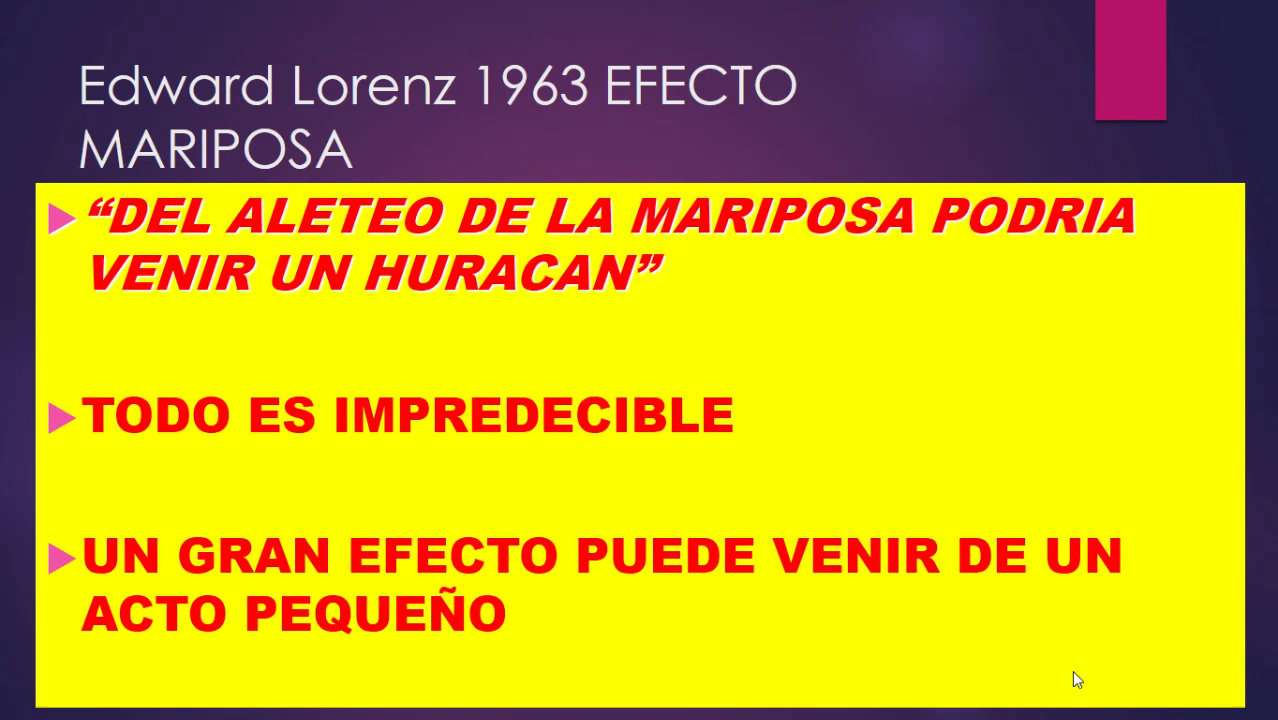 Edward Lorenz 1963 EFECTO
MARIPOSA
“DEL ALETEO DE LA MARIPOSA PODRIA
VENIR UN HURACAN”
TODO ES IMPREDECIBLE
UN GRAN EFECTO PUEDE VENIR DE UN
ACTO PEQUEÑO